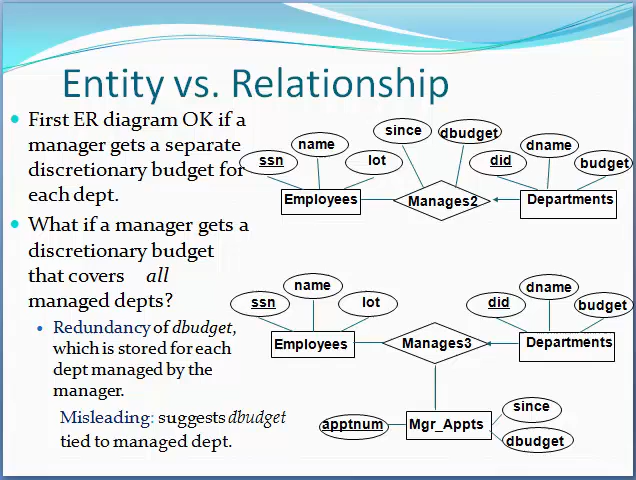 Entity vs. Relationship
First ER diagram OK if a
manager gets a separate
discretionary budget for
each dept.
What if a manager gets a
discretionary budget
that covers all
managed depts?
Redundancy of dbudget,
which is stored for each
dept managed by the
manager.
Misleading: suggests dbudget
tied to managed dept.
since
dbudget
name
dname
ssn
lot
did
budget
Employees
Manages2
Departments
name
dname
ssn
lot
did
budget
Employees
Manages3
Departments
since
apptnum
Mgr_Appts
dbudget